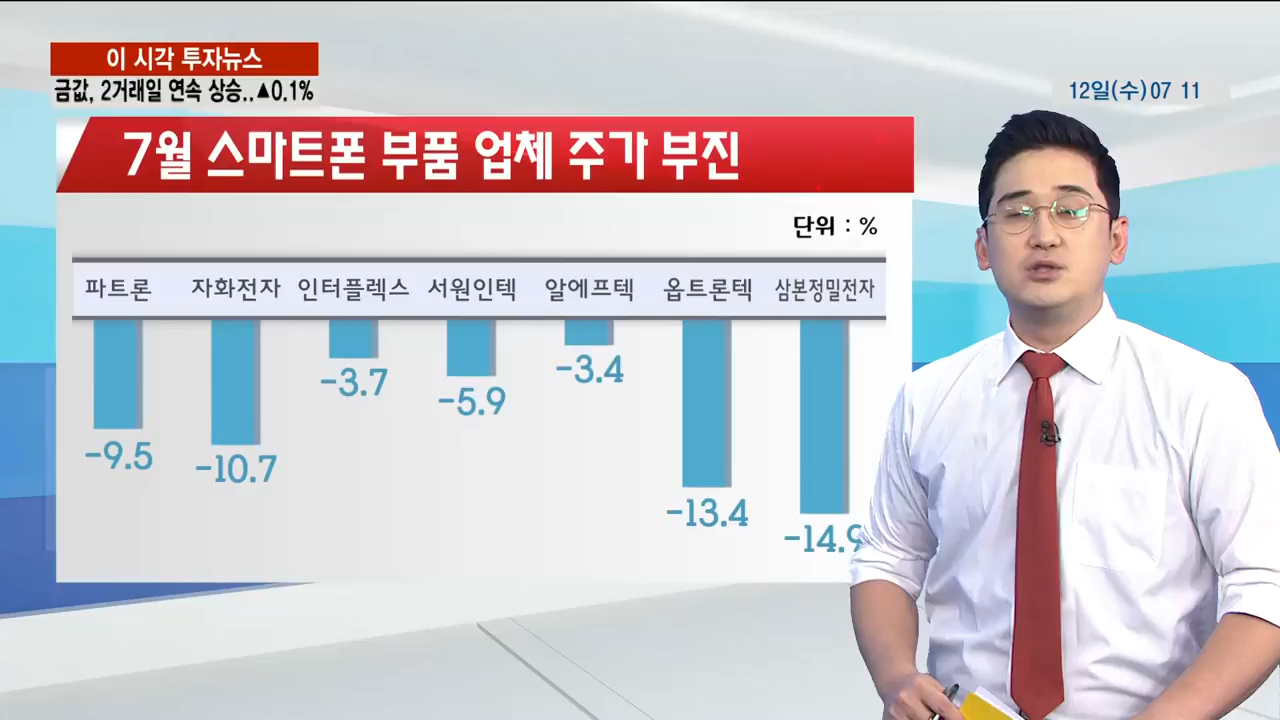 이 시각 투자뉴스
금값, 2거래일 연속 상승..▲0.1%
12일(수) 07 11
7월 스마트폰 부품 업체 주가 부진
단위 : %
파트론 자화전자 인터플렉스 서원인텍 알에프텍 옵트론텍 삼본정밀전자
-9.5 -10.7 -3.7 -5.9 -3.4 -13.4 -14.9